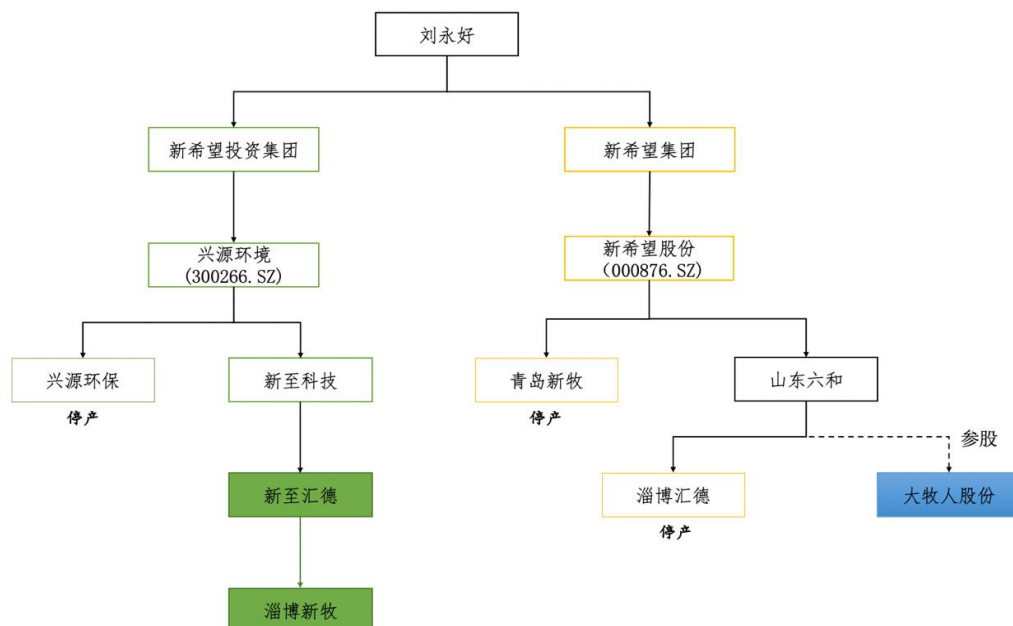 刘永好
新希望投资集团
新希望集团
兴源环境
(300266.SZ)
新希望股份
（000876.SZ）
兴源环保
新至科技
青岛新牧
山东六和
停产
停产
参股
新至汇德
淄博汇德
大牧人股份
停产
淄博新牧